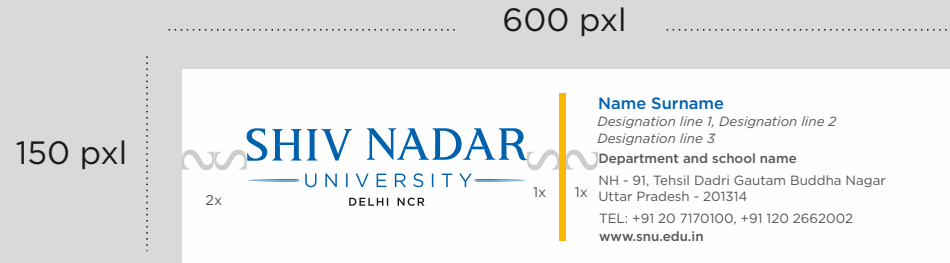 600 pxl
150 pxl
SHIV NADAR
UNIVERSITY
DELHI NCR
2x
1x
1x
Name Surname
Designation line 1, Designation line 2
Designation line 3
Department and school name
NH - 91, Tehsil Dadri Gautam Buddha Nagar
Uttar Pradesh - 201314
TEL: +91 20 7170100, +91 120 2662002
www.snu.edu.in